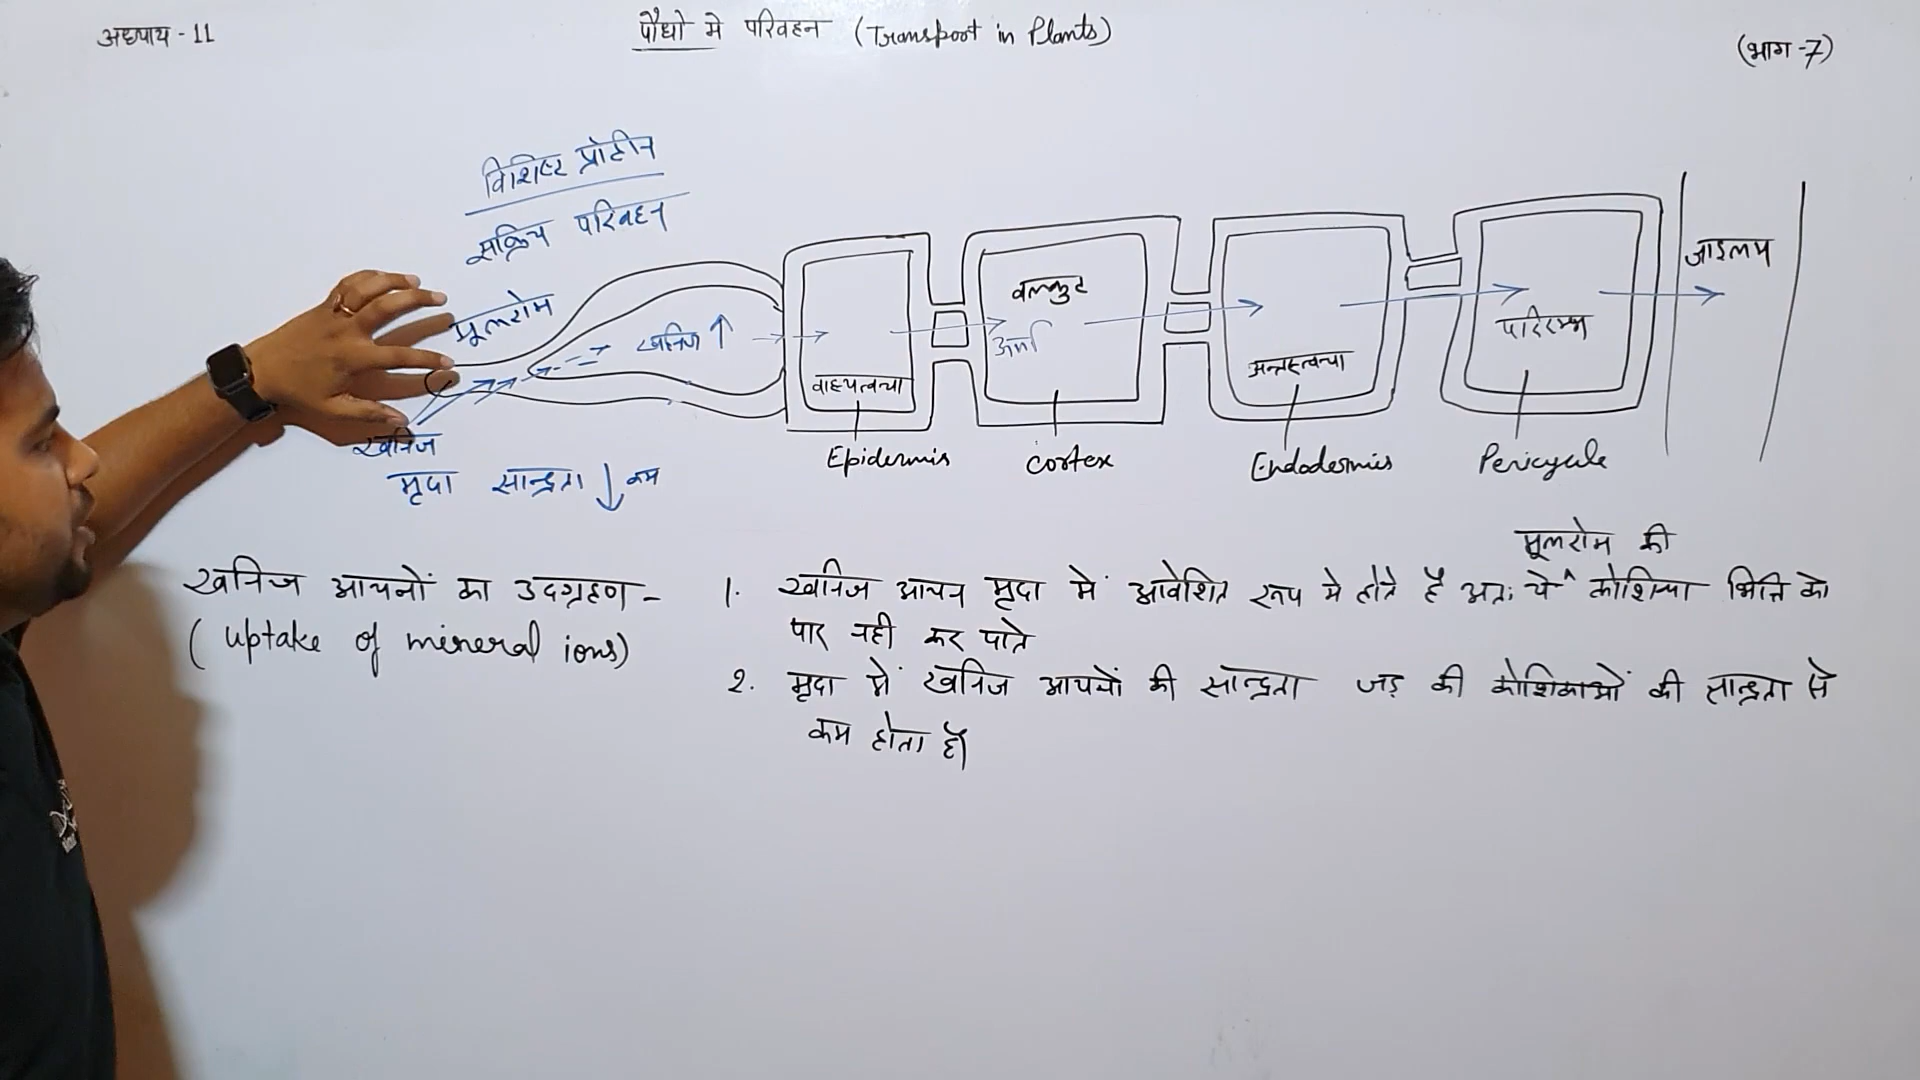 अध्याय - 11
पौधो मे परिवहन (Transport in Plants)
(भाग -7)
विशिष्ट प्रोटीन
सक्रिय परिवहन
मूलरोम
खनिज ↑
खनिज
मृदा सान्द्रता ↓ कम
वाह्यत्वचा
वल्कुट
अन्तस्त्वचा
परिरम्भ
जाइलम
Epidermis
Cortex
Endodermis
Pericycle
खनिज आयनों का उदग्रहण -
(Uptake of mineral ions)
मूलरोम की
1. खनिज आयन मृदा में आवेशित रूप मे होते है अतः ये ^ कोशिका भित्ति को
पार नही कर पाते
2. मृदा में खनिज आयनों की सान्द्रता जड़ की कोशिकाओं की सान्द्रता से
कम होता है।